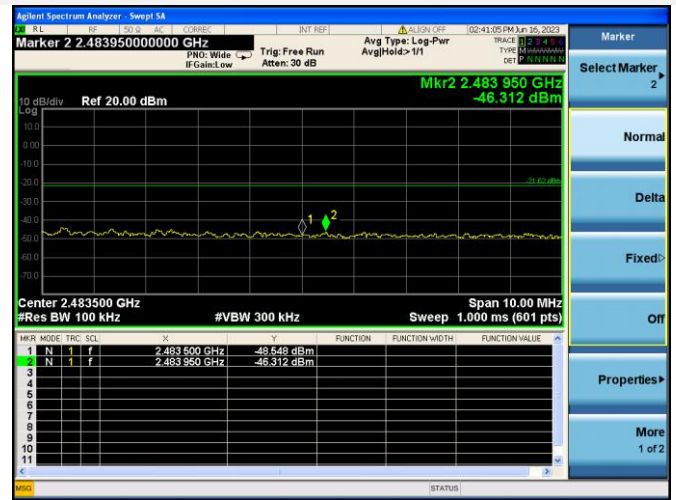 Agilent Spectrum Analyzer - Swept SA
RL RF 50 Ω AC CORREC INT REF ALIGN OFF 02:41:05 PM Jun 16, 2023
Marker 2 2.483950000000 GHz
PNO: Wide Trig: Free Run
IFGain:Low Atten: 30 dB
Avg Type: Log-Pwr
Avg|Hold:>1/1
TRACE 1 2 3 4 5 6
TYPE
DET P N N N N N
Mkr2 2.483 950 GHz
-46.312 dBm
10 dB/div Ref 20.00 dBm
Log
10.0
0.00
-10.0
-20.0
-21.62 dBm
-30.0
-40.0
1 2
-50.0
-60.0
-70.0
Center 2.483500 GHz Span 10.00 MHz
#Res BW 100 kHz #VBW 300 kHz Sweep 1.000 ms (601 pts)
MKR MODE TRC SCL X Y FUNCTION FUNCTION WIDTH FUNCTION VALUE
1 N 1 f 2.483 500 GHz -48.548 dBm
2 N 1 f 2.483 950 GHz -46.312 dBm
3
4
5
6
7
8
9
10
11
MSG STATUS
Marker
Select Marker
2
Normal
Delta
Fixed
Off
Properties
More
1 of 2